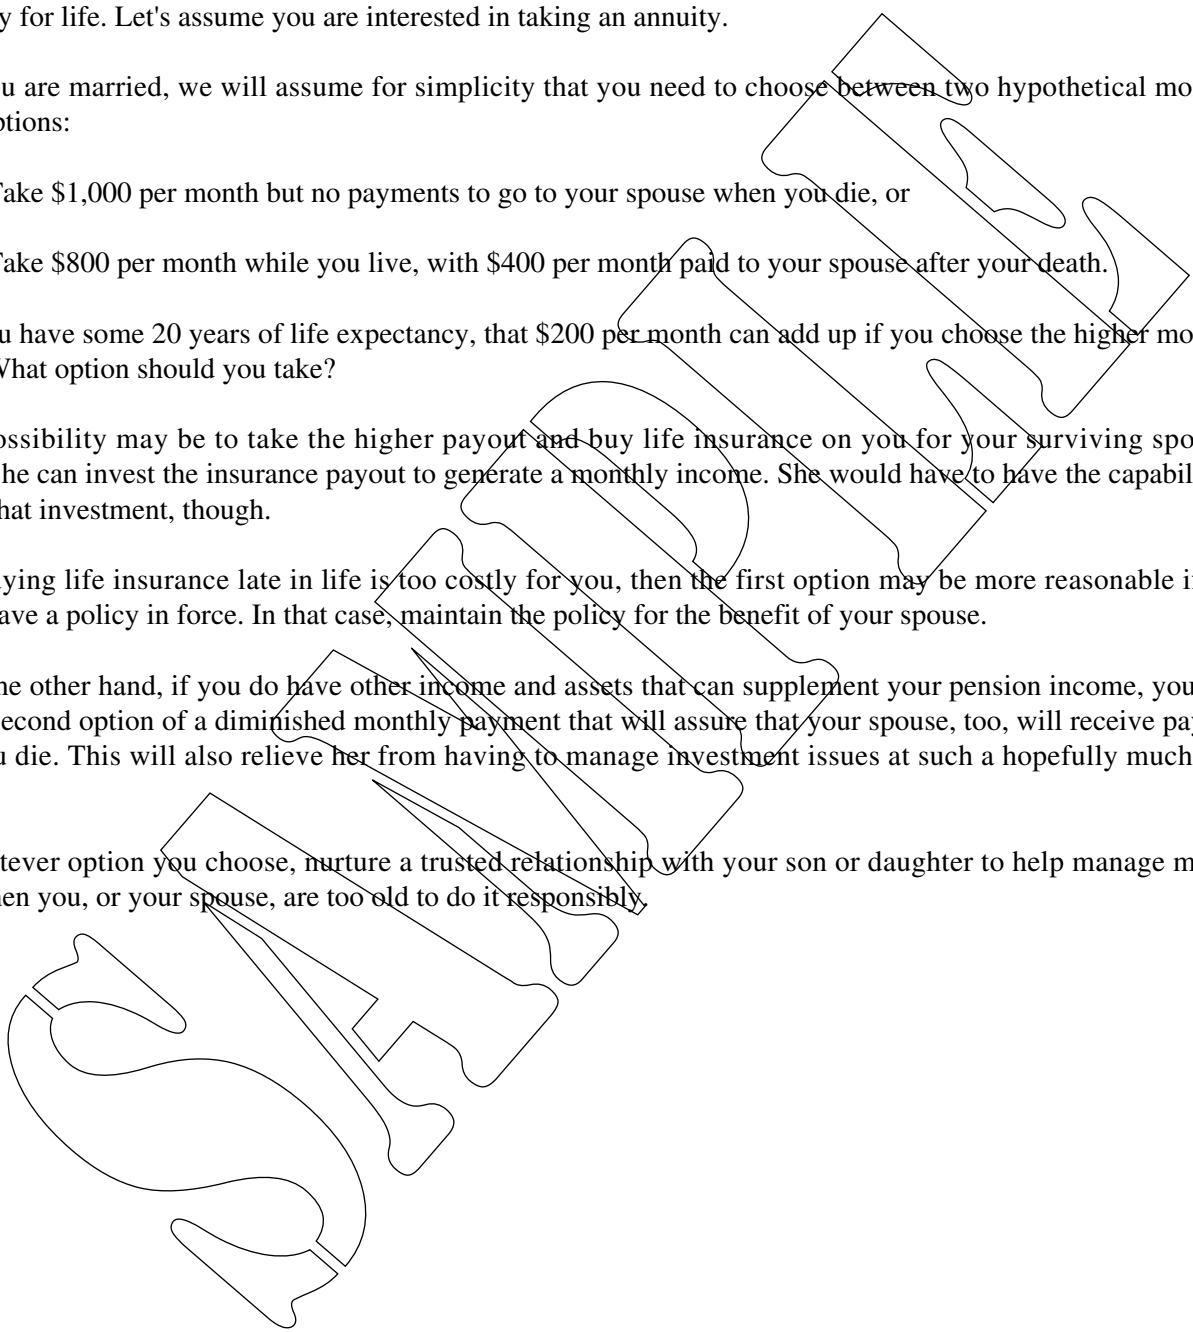 y for life. Let's assume you are interested in taking an annuity.
u are married, we will assume for simplicity that you need to choose between two hypothetical mo
ptions:
Take $1,000 per month but no payments to go to your spouse when you die, or
Take $800 per month while you live, with $400 per month paid to your spouse after your death.
u have some 20 years of life expectancy, that $200 per month can add up if you choose the higher mo
What option should you take?
ossibility may be to take the higher payout and buy life insurance on you for your surviving spo
he can invest the insurance payout to generate a monthly income. She would have to have the capabil
hat investment, though.
ying life insurance late in life is too costly for you, then the first option may be more reasonable i
ave a policy in force. In that case, maintain the policy for the benefit of your spouse.
he other hand, if you do have other income and assets that can supplement your pension income, you
econd option of a diminished monthly payment that will assure that your spouse, too, will receive pa
u die. This will also relieve her from having to manage investment issues at such a hopefully much
tever option you choose, nurture a trusted relationship with your son or daughter to help manage m
en you, or your spouse, are too old to do it responsibly.
SAMPLE